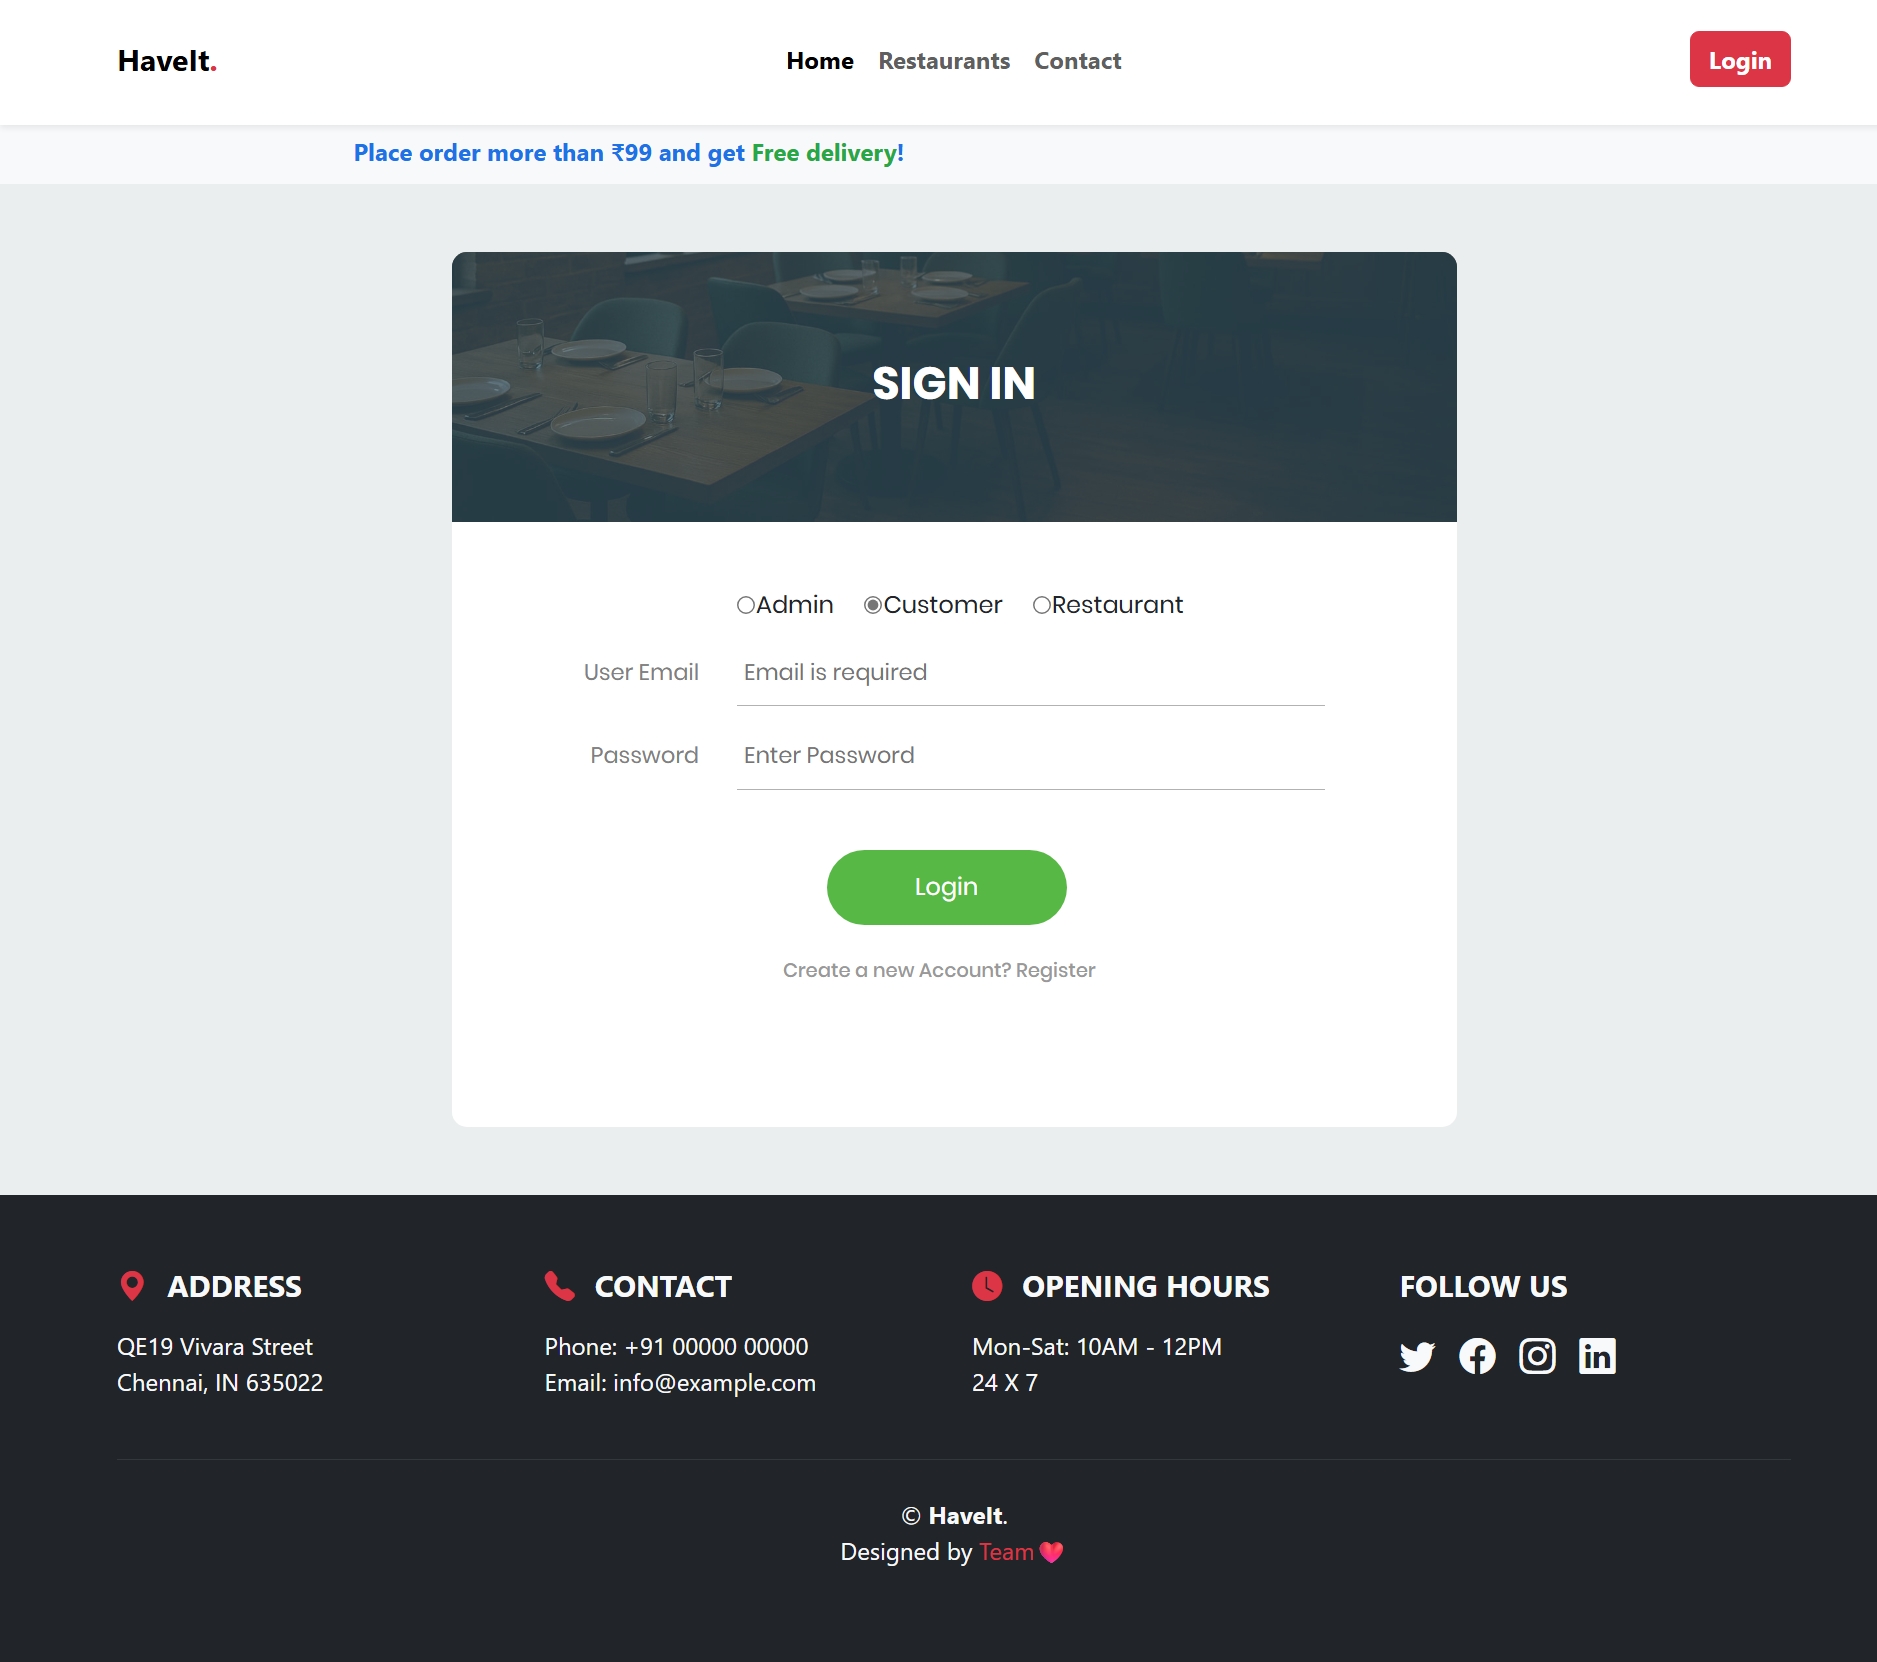 HaveIt.
Home Restaurants Contact
Login
Place order more than ₹99 and get Free delivery!
SIGN IN
Admin Customer Restaurant
User Email Email is required
Password Enter Password
Login
Create a new Account? Register
ADDRESS
QE19 Vivara Street
Chennai, IN 635022
CONTACT
Phone: +91 00000 00000
Email: info@example.com
OPENING HOURS
Mon-Sat: 10AM - 12PM
24 X 7
FOLLOW US
© HaveIt.
Designed by Team